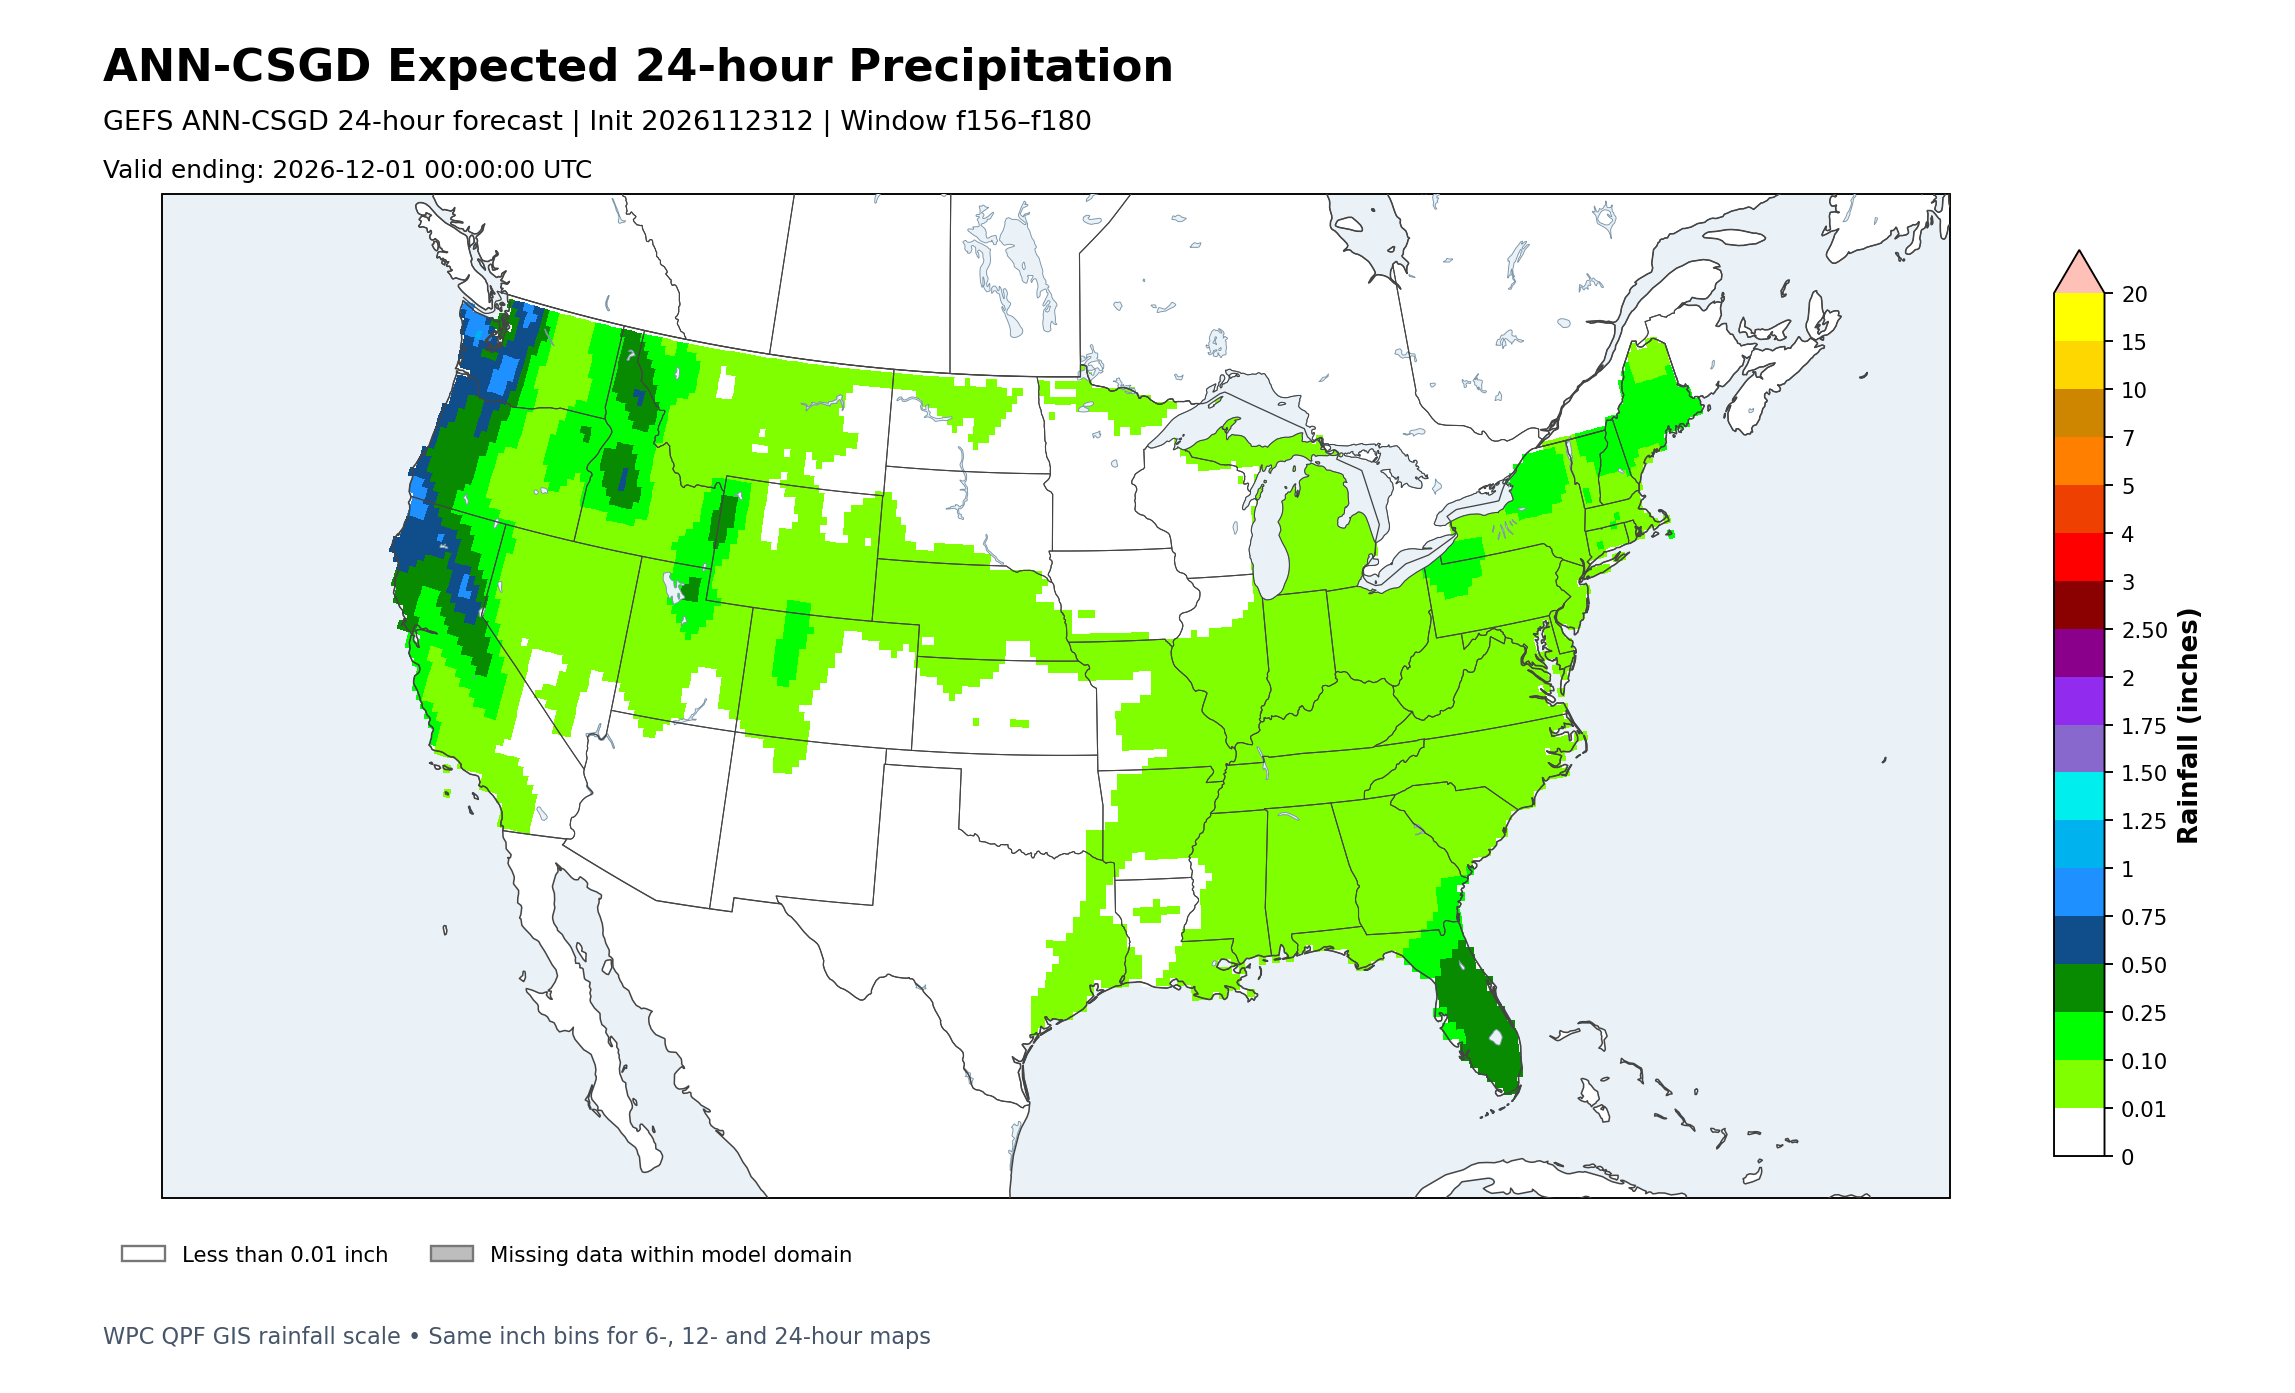 ANN-CSGD Expected 24-hour Precipitation
GEFS ANN-CSGD 24-hour forecast | Init 2026112312 | Window f156–f180
Valid ending: 2026-12-01 00:00:00 UTC
20
15
10
7
5
4
3
2.50
2
1.75
1.50
1.25
1
0.75
0.50
0.25
0.10
0.01
0
Rainfall (inches)
Less than 0.01 inch
Missing data within model domain
WPC QPF GIS rainfall scale • Same inch bins for 6-, 12- and 24-hour maps